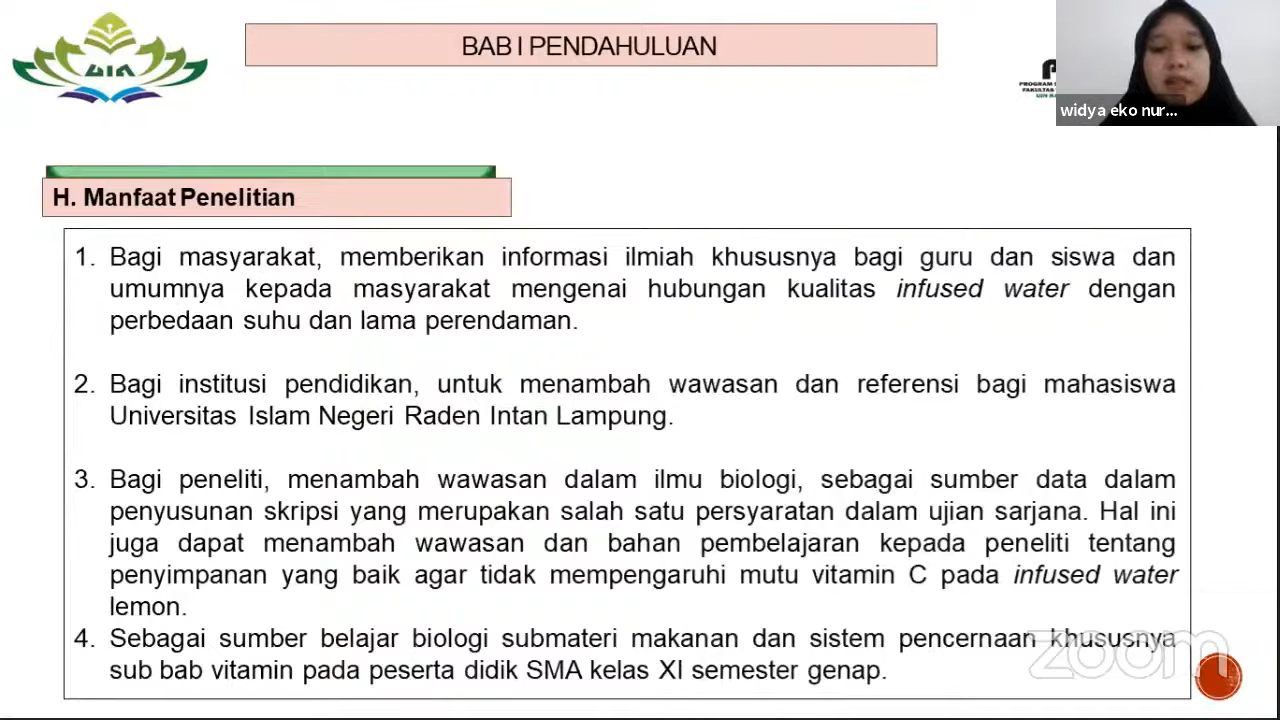 BAB I PENDAHULUAN
UIN
widya eko nur...
H. Manfaat Penelitian
1. Bagi masyarakat, memberikan informasi ilmiah khususnya bagi guru dan siswa dan
umumnya kepada masyarakat mengenai hubungan kualitas infused water dengan
perbedaan suhu dan lama perendaman.
2. Bagi institusi pendidikan, untuk menambah wawasan dan referensi bagi mahasiswa
Universitas Islam Negeri Raden Intan Lampung.
3. Bagi peneliti, menambah wawasan dalam ilmu biologi, sebagai sumber data dalam
penyusunan skripsi yang merupakan salah satu persyaratan dalam ujian sarjana. Hal ini
juga dapat menambah wawasan dan bahan pembelajaran kepada peneliti tentang
penyimpanan yang baik agar tidak mempengaruhi mutu vitamin C pada infused water
lemon.
4. Sebagai sumber belajar biologi submateri makanan dan sistem pencernaan khususnya
sub bab vitamin pada peserta didik SMA kelas XI semester genap.
zoom